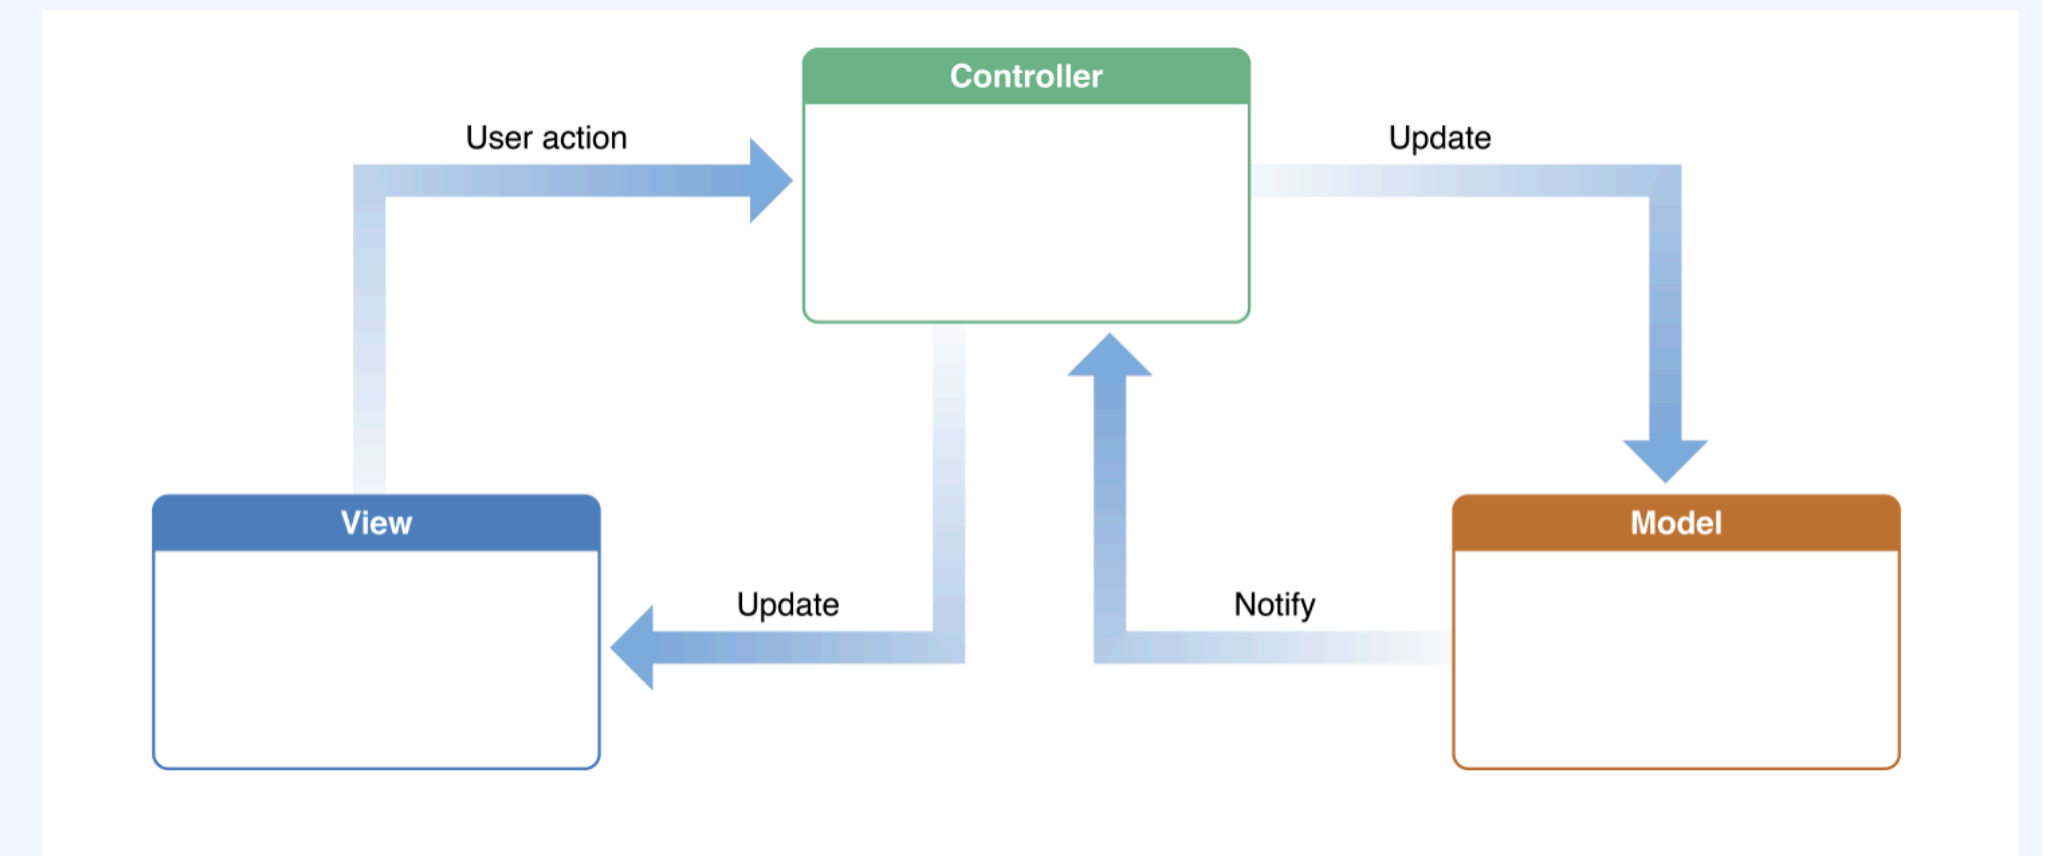 Controller
User action
Update
View
Model
Update
Notify